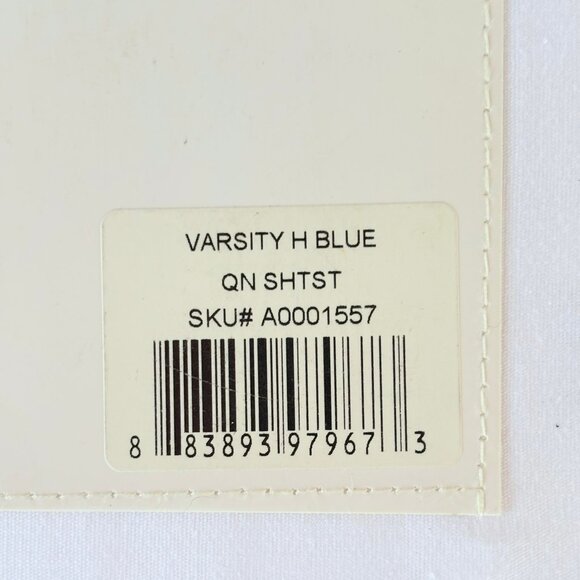 VARSITY H BLUE
QN SHTST
SKU# A0001557
8 83893 97967 3